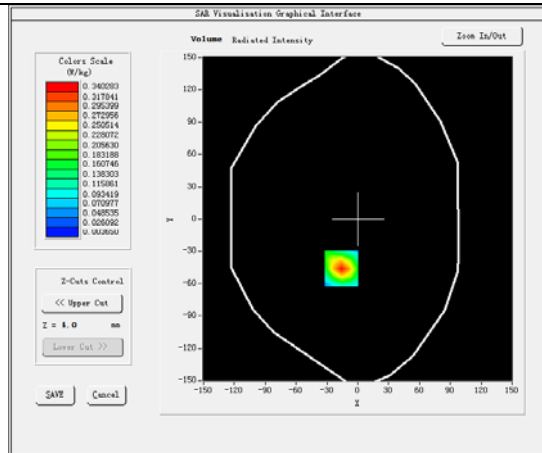 SAR Visualisation Graphical Interface
Volume Radiated Intensity
Zoom In/Out
Colors Scale
(W/kg)
0.340283
0.317841
0.295399
0.272956
0.250514
0.228072
0.205630
0.183188
0.160746
0.138303
0.115861
0.093419
0.070977
0.048535
0.026092
0.003650
Z-Cuts Control
<< Upper Cut
Z = 4.0 mm
Lower Cut >>
SAVE
Cancel
150
120
90
60
30
0
-30
-60
-90
-120
-150
Y
-150 -120 -90 -60 -30 0 30 60 90 120 150
X